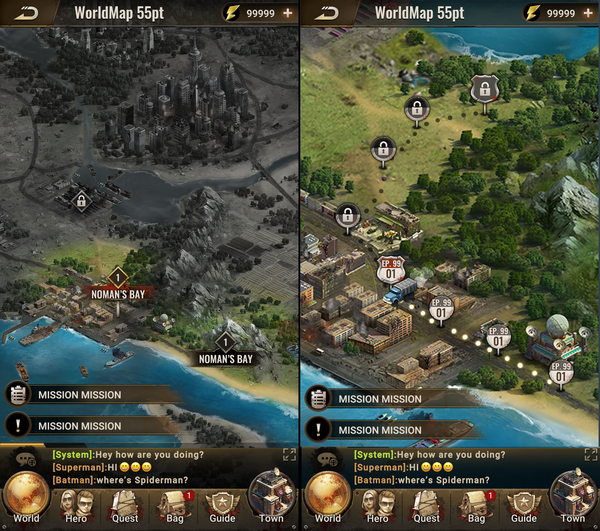 WorldMap 55pt
99999 +
1
NOMAN'S BAY
1
NOMAN'S BAY
MISSION MISSION
! MISSION MISSION
[System]:Hey how are you doing?
[Superman]:HI 😀😀😀
[Batman]:where's Spiderman?
1
World Hero Quest Bag Guide Town
WorldMap 55pt
99999 +
EP. 99
01
EP. 99
01
EP. 99
01
EP. 99
01
MISSION MISSION
! MISSION MISSION
[System]:Hey how are you doing?
[Superman]:HI 😀😀😀
[Batman]:where's Spiderman?
1
World Hero Quest Bag Guide Town